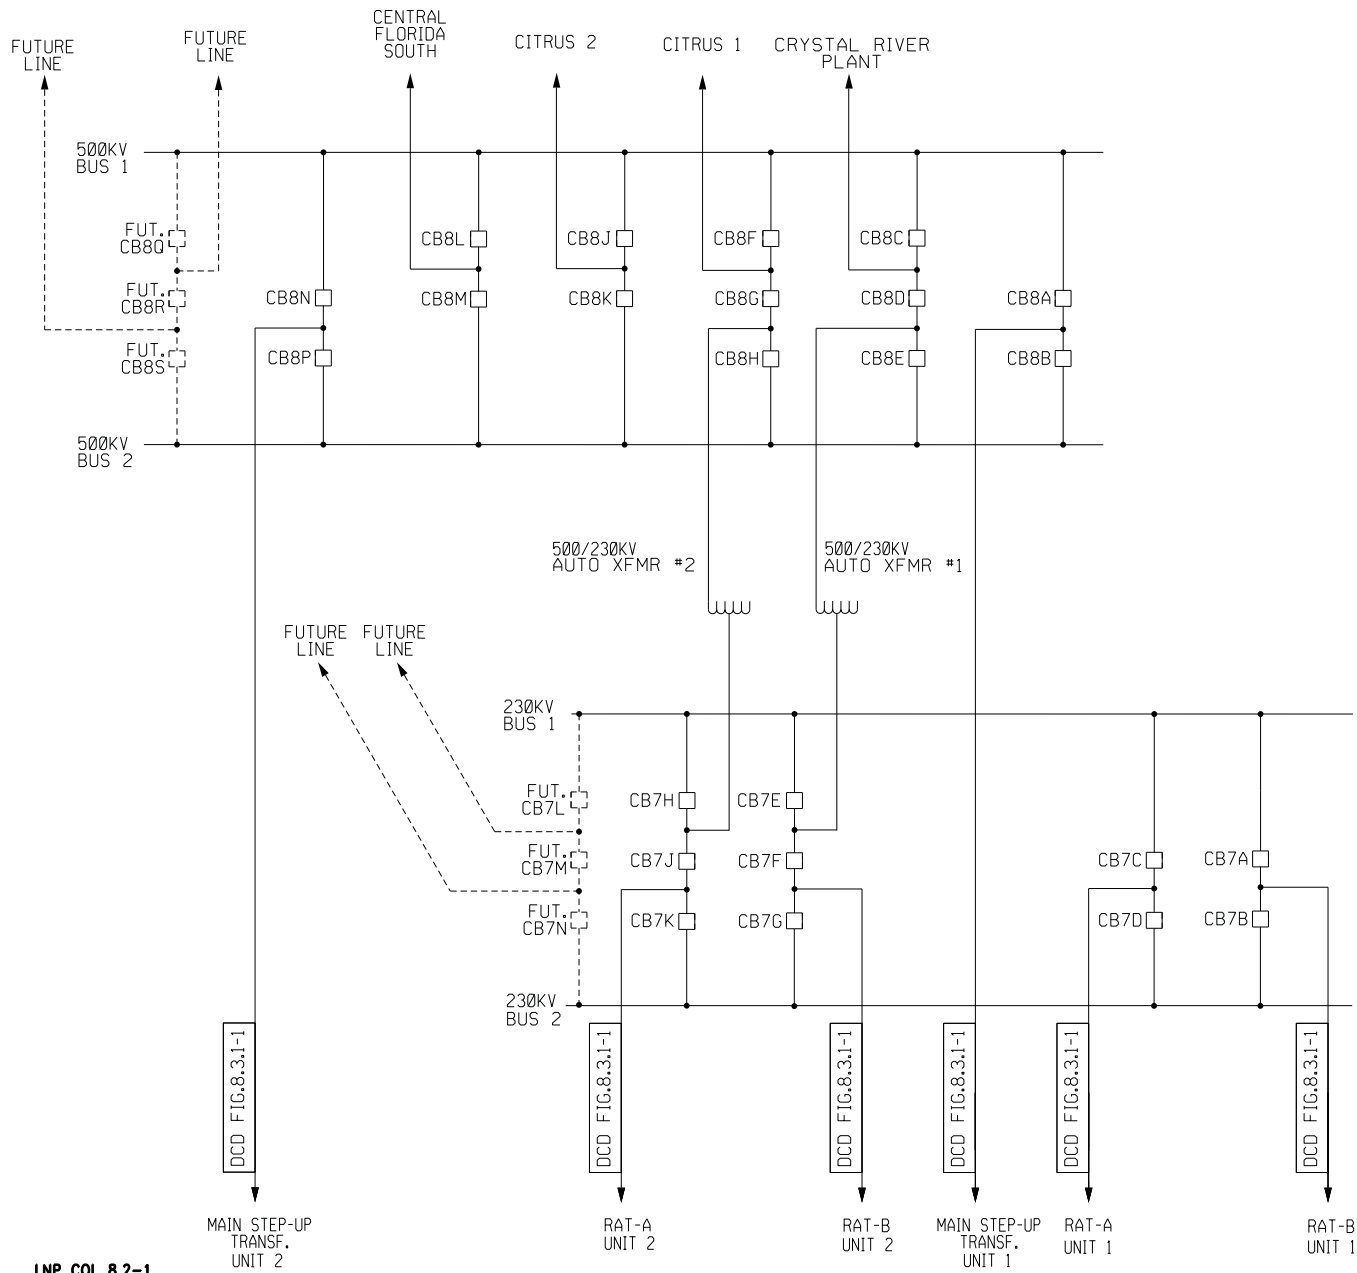 CENTRAL
FLORIDA
SOUTH
FUTURE
LINE
FUTURE
LINE
CITRUS 2
CITRUS 1
CRYSTAL RIVER
PLANT
500KV
BUS 1
FUT.
CB8Q
CB8L
CB8J
CB8F
CB8C
FUT.
CB8R
CB8N
CB8M
CB8K
CB8G
CB8D
CB8A
FUT.
CB8S
CB8P
CB8H
CB8E
CB8B
500KV
BUS 2
500/230KV
AUTO XFMR #2
500/230KV
AUTO XFMR #1
FUTURE
LINE
FUTURE
LINE
230KV
BUS 1
FUT.
CB7L
CB7H
CB7E
FUT.
CB7M
CB7J
CB7F
CB7C
CB7A
FUT.
CB7N
CB7K
CB7G
CB7D
CB7B
230KV
BUS 2
DCD FIG.8.3.1-1
DCD FIG.8.3.1-1
DCD FIG.8.3.1-1
DCD FIG.8.3.1-1
DCD FIG.8.3.1-1
DCD FIG.8.3.1-1
MAIN STEP-UP
TRANSF.
UNIT 2
RAT-A
UNIT 2
RAT-B
UNIT 2
MAIN STEP-UP
TRANSF.
UNIT 1
RAT-A
UNIT 1
RAT-B
UNIT 1
LNP COL 8.2-1